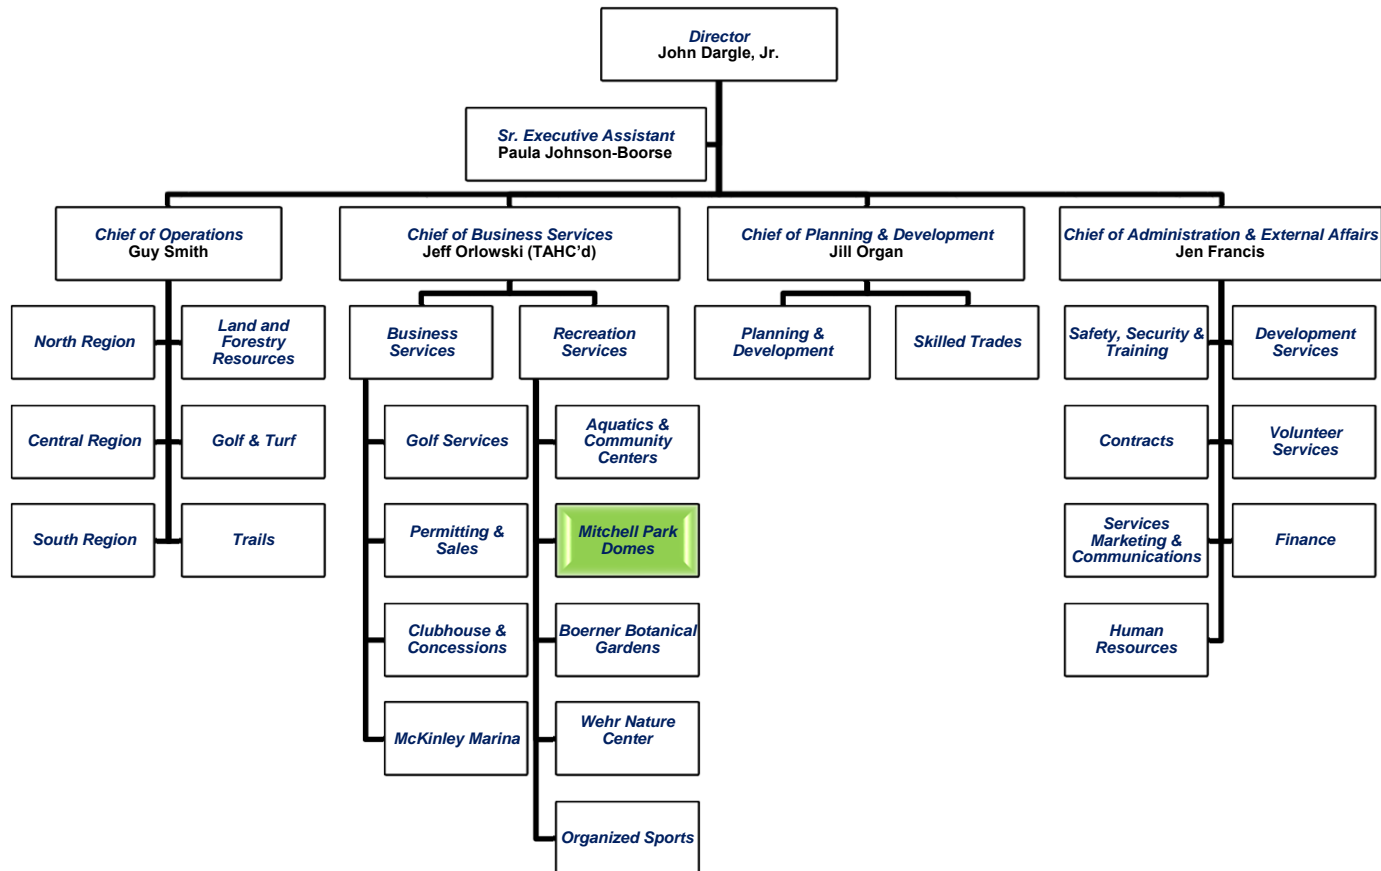 Director
John Dargle, Jr.
Sr. Executive Assistant
Paula Johnson-Boorse
Chief of Operations
Guy Smith
Chief of Business Services
Jeff Orlowski (TAHC'd)
Chief of Planning & Development
Jill Organ
Chief of Administration & External Affairs
Jen Francis
North Region
Land and
Forestry
Resources
Central Region
Golf & Turf
South Region
Trails
Business
Services
Recreation
Services
Golf Services
Permitting &
Sales
Clubhouse &
Concessions
McKinley Marina
Aquatics &
Community
Centers
Mitchell Park
Domes
Boerner Botanical
Gardens
Wehr Nature
Center
Organized Sports
Planning &
Development
Skilled Trades
Safety, Security &
Training
Development
Services
Contracts
Volunteer
Services
Services
Marketing &
Communications
Finance
Human
Resources